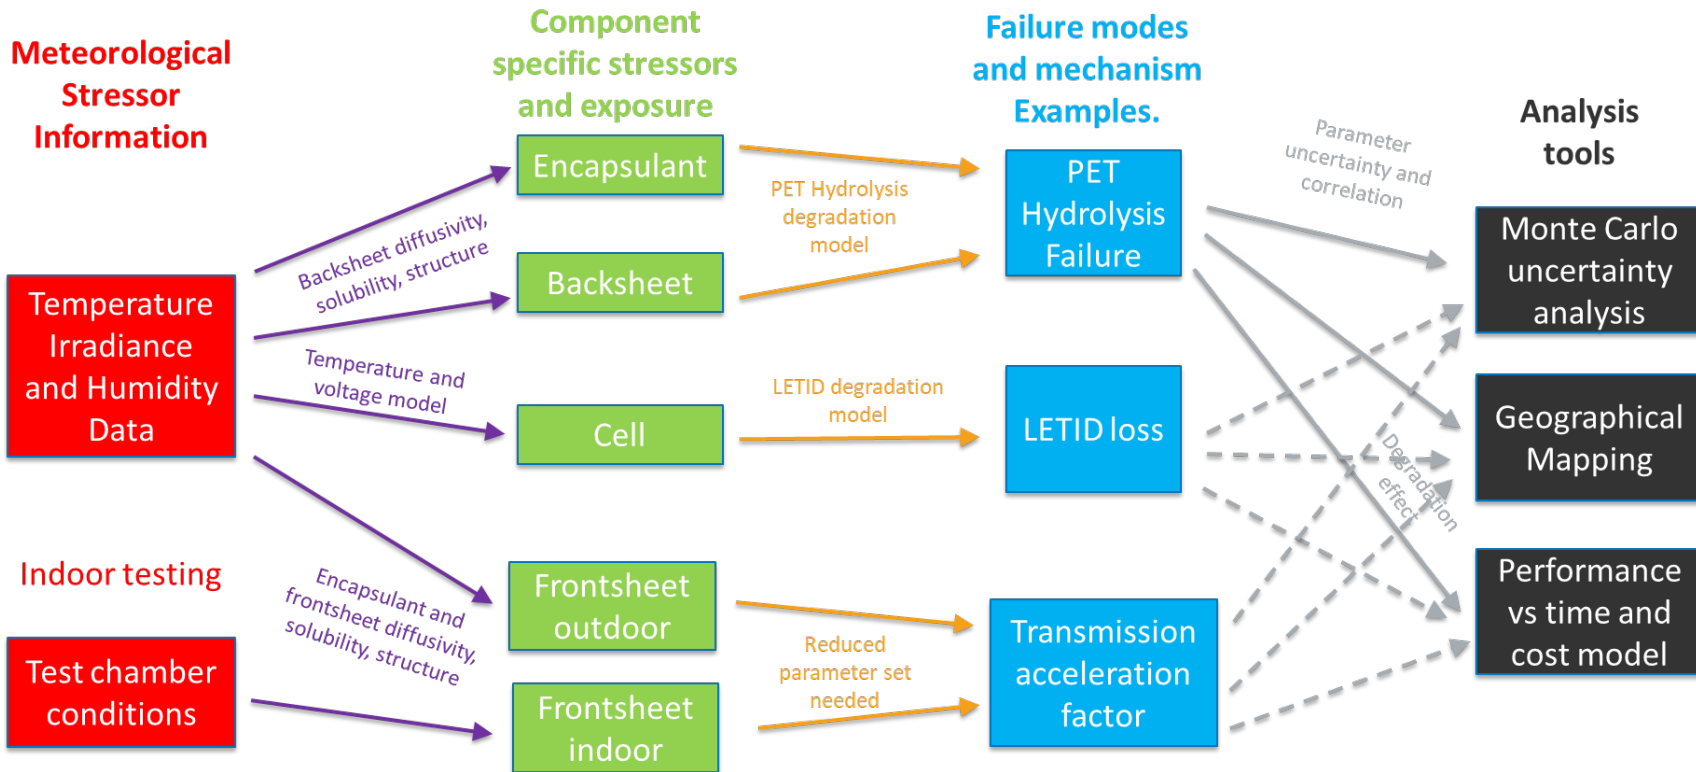 Meteorological
Stressor
Information
Temperature
Irradiance
and Humidity
Data
Indoor testing
Test chamber
conditions
Backsheet diffusivity,
solubility, structure
Temperature and
voltage model
Encapsulant and
frontsheet diffusivity,
solubility, structure
Component
specific stressors
and exposure
Encapsulant
Backsheet
Cell
Frontsheet
outdoor
Frontsheet
indoor
PET Hydrolysis
degradation
model
LETID degradation
model
Reduced
parameter set
needed
Failure modes
and mechanism
Examples.
PET
Hydrolysis
Failure
LETID loss
Transmission
acceleration
factor
Parameter
uncertainty and
correlation
Degradation
effect
Analysis
tools
Monte Carlo
uncertainty
analysis
Geographical
Mapping
Performance
vs time and
cost model